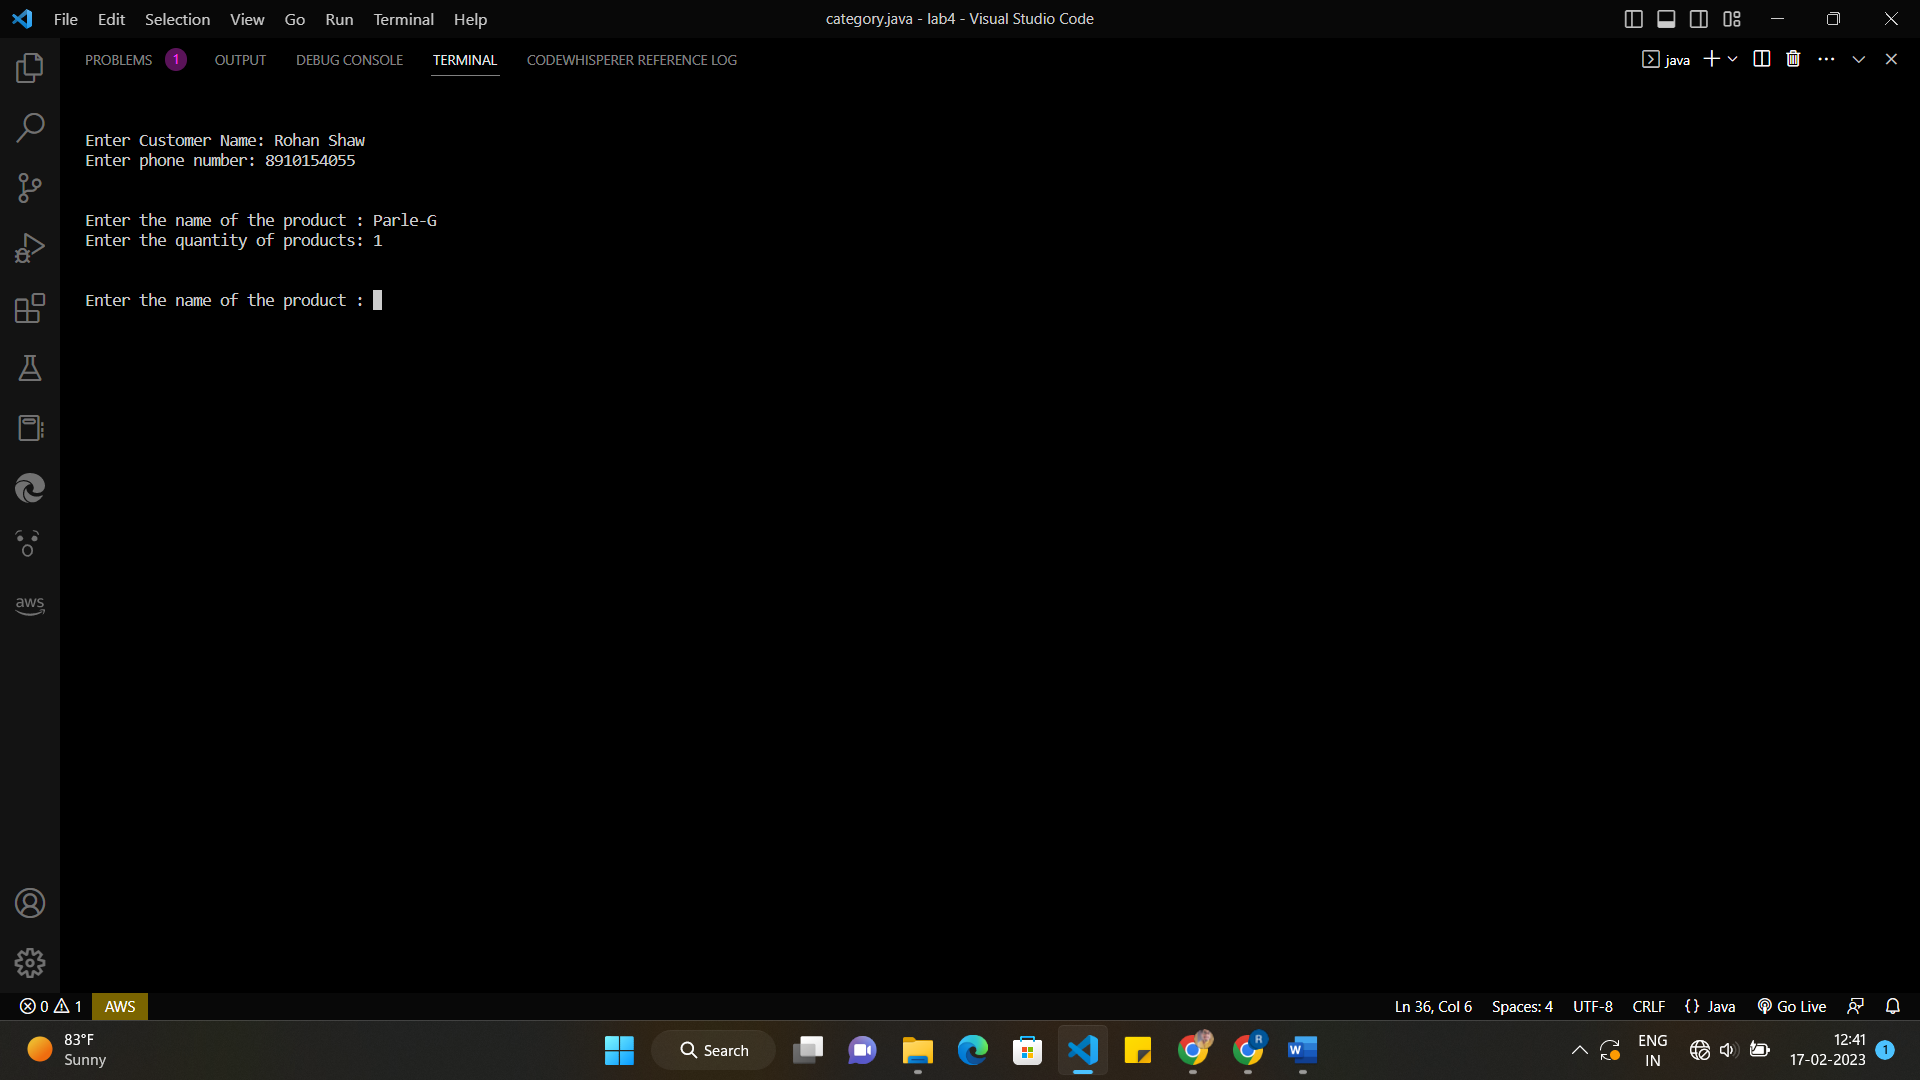 File Edit Selection View Go Run Terminal Help
category.java - lab4 - Visual Studio Code
PROBLEMS 1 OUTPUT DEBUG CONSOLE TERMINAL CODEWHISPERER REFERENCE LOG
java
Enter Customer Name: Rohan Shaw
Enter phone number: 8910154055
Enter the name of the product : Parle-G
Enter the quantity of products: 1
Enter the name of the product :
aws
0 1 AWS
Ln 36, Col 6 Spaces: 4 UTF-8 CRLF {} Java Go Live
83°F
Sunny
Search
R
W
ENG
IN
12:41
17-02-2023
1